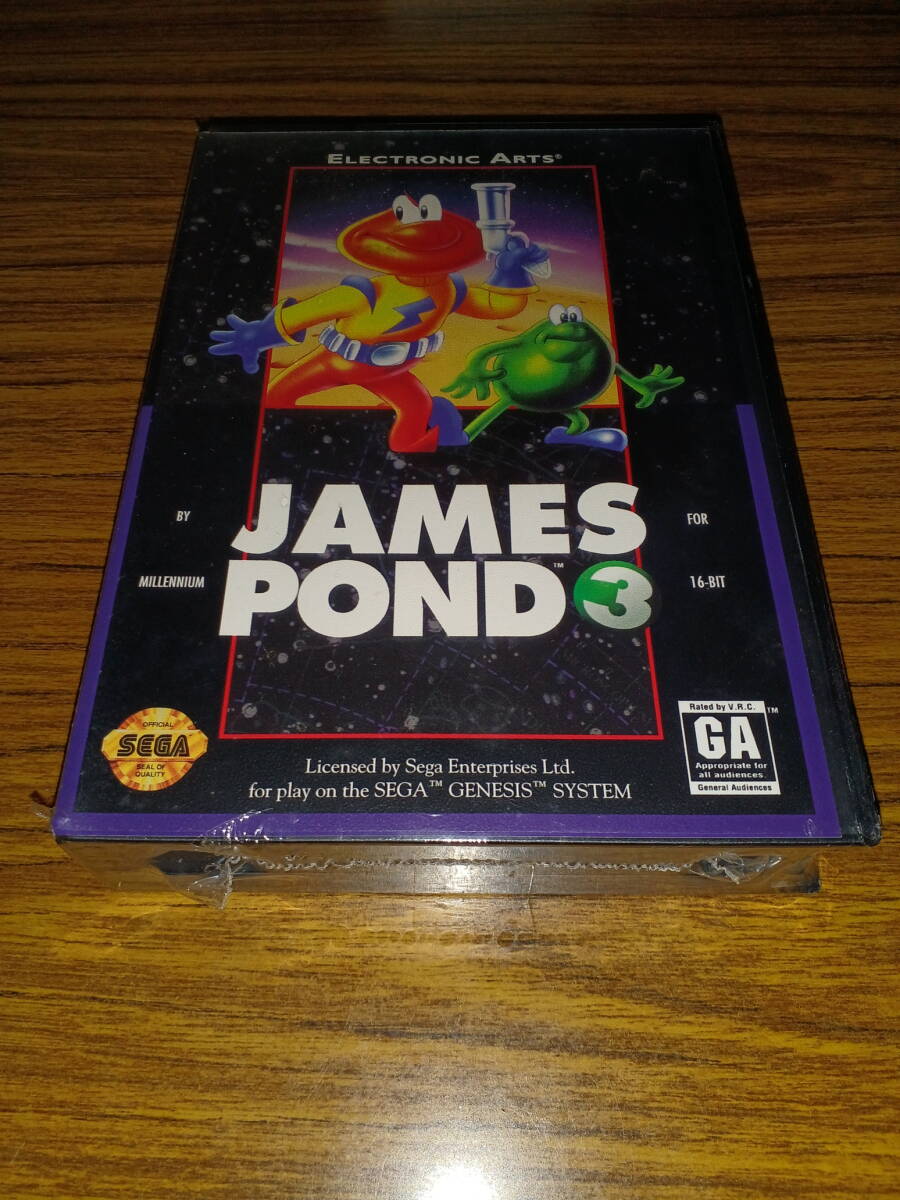 ELECTRONIC ARTS®
JAMES
POND™ 3
BY
MILLENNIUM
FOR
16-BIT
OFFICIAL
SEGA
SEAL OF
QUALITY
Licensed by Sega Enterprises Ltd.
for play on the SEGA™ GENESIS™ SYSTEM
Rated by V.R.C.
GA™
Appropriate for
all audiences.
General Audiences